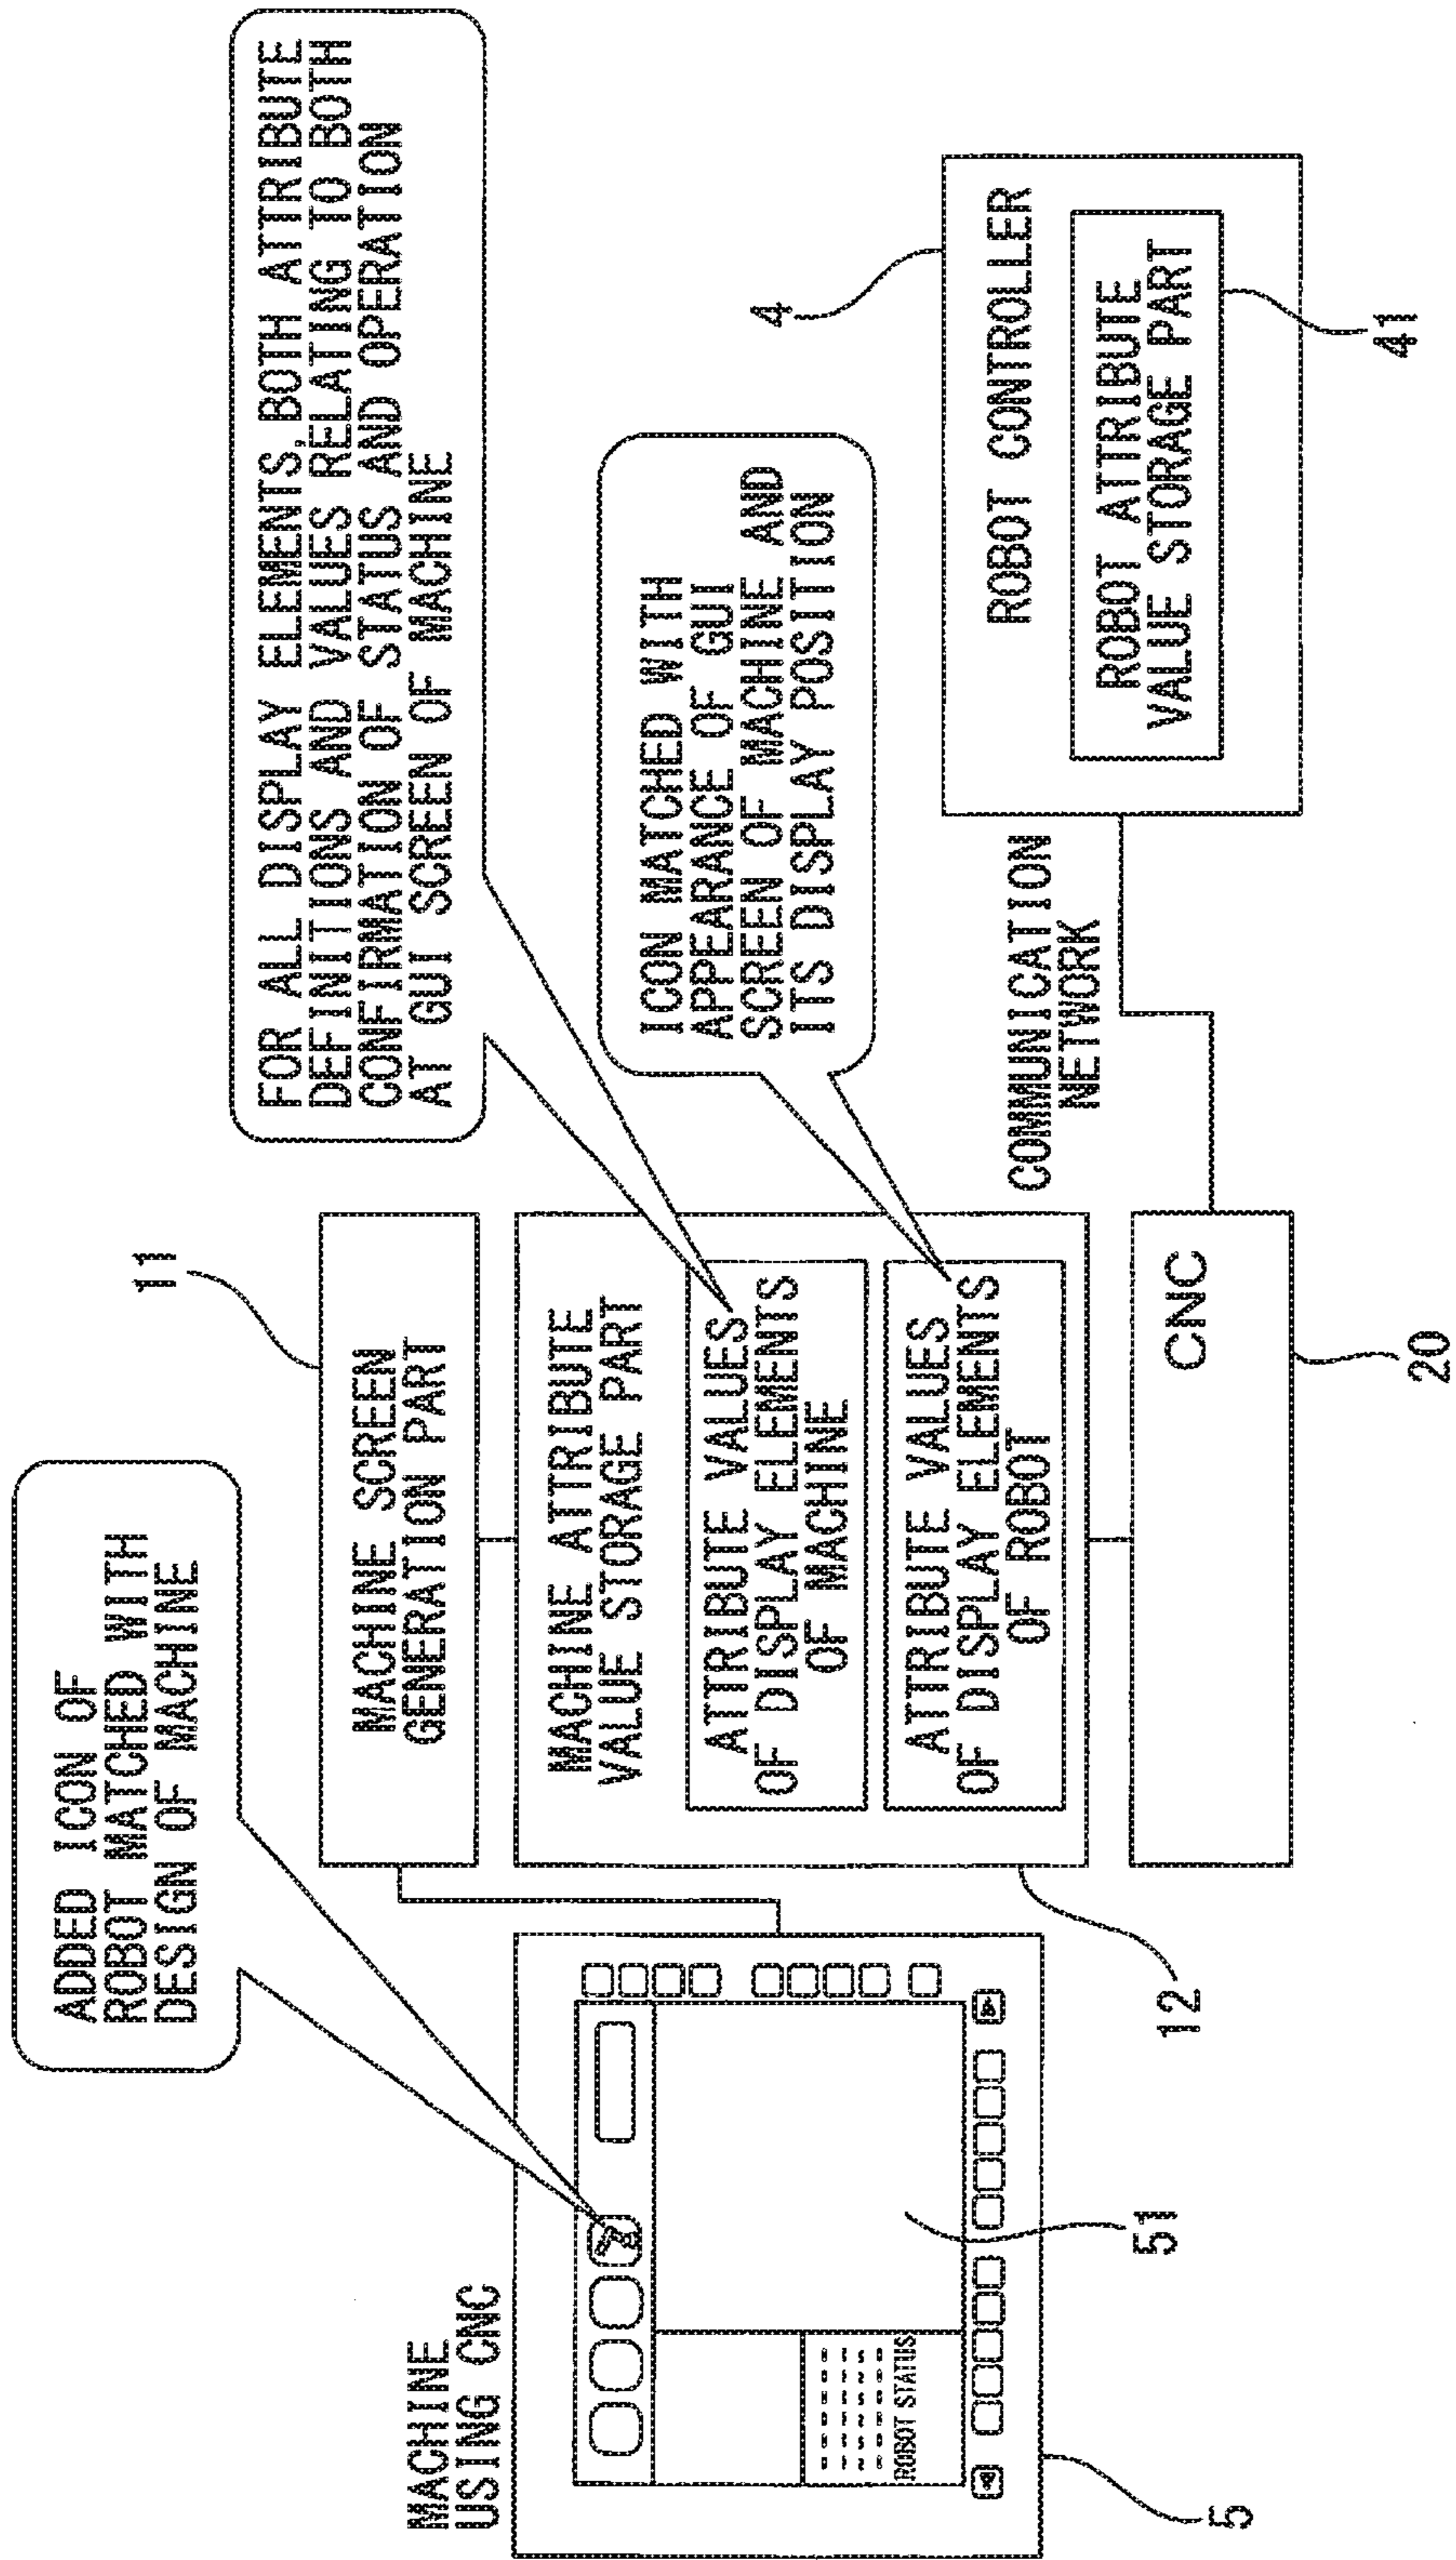 ADDED ICON OF
ROBOT MATCHED WITH
DESIGN OF MACHINE
FOR ALL DISPLAY ELEMENTS, BOTH ATTRIBUTE
DEFINITIONS AND VALUES RELATING TO BOTH
CONFIRMATION OF STATUS AND OPERATION
AT GUI SCREEN OF MACHINE
11
MACHINE SCREEN
GENERATION PART
MACHINE
USING CNC
ROBOT STATUS
51
5
MACHINE ATTRIBUTE
VALUE STORAGE PART
ATTRIBUTE VALUES
OF DISPLAY ELEMENTS
OF MACHINE
ATTRIBUTE VALUES
OF DISPLAY ELEMENTS
OF ROBOT
12
ICON MATCHED WITH
APPEARANCE OF GUI
SCREEN OF MACHINE AND
ITS DISPLAY POSITION
CNC
20
COMMUNICATION
NETWORK
4
ROBOT CONTROLLER
ROBOT ATTRIBUTE
VALUE STORAGE PART
41